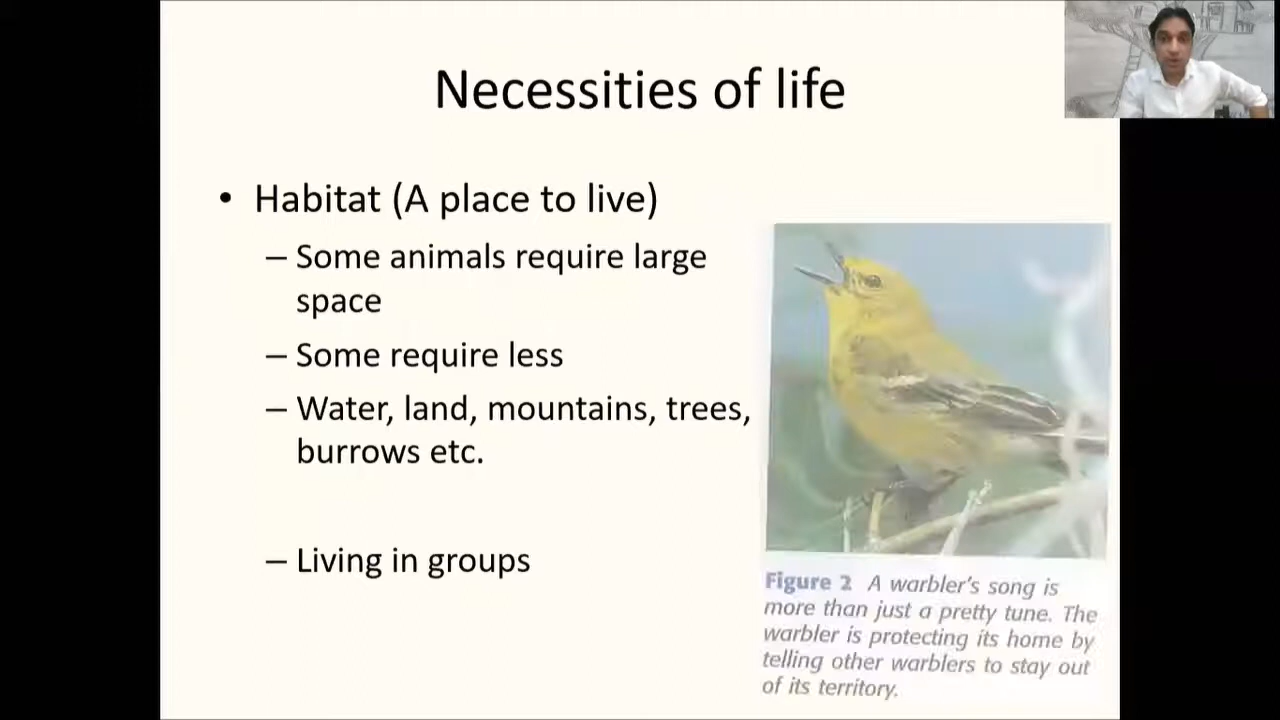 Necessities of life
• Habitat (A place to live)
– Some animals require large
space
– Some require less
– Water, land, mountains, trees,
burrows etc.
– Living in groups
Figure 2 A warbler's song is
more than just a pretty tune. The
warbler is protecting its home by
telling other warblers to stay out
of its territory.